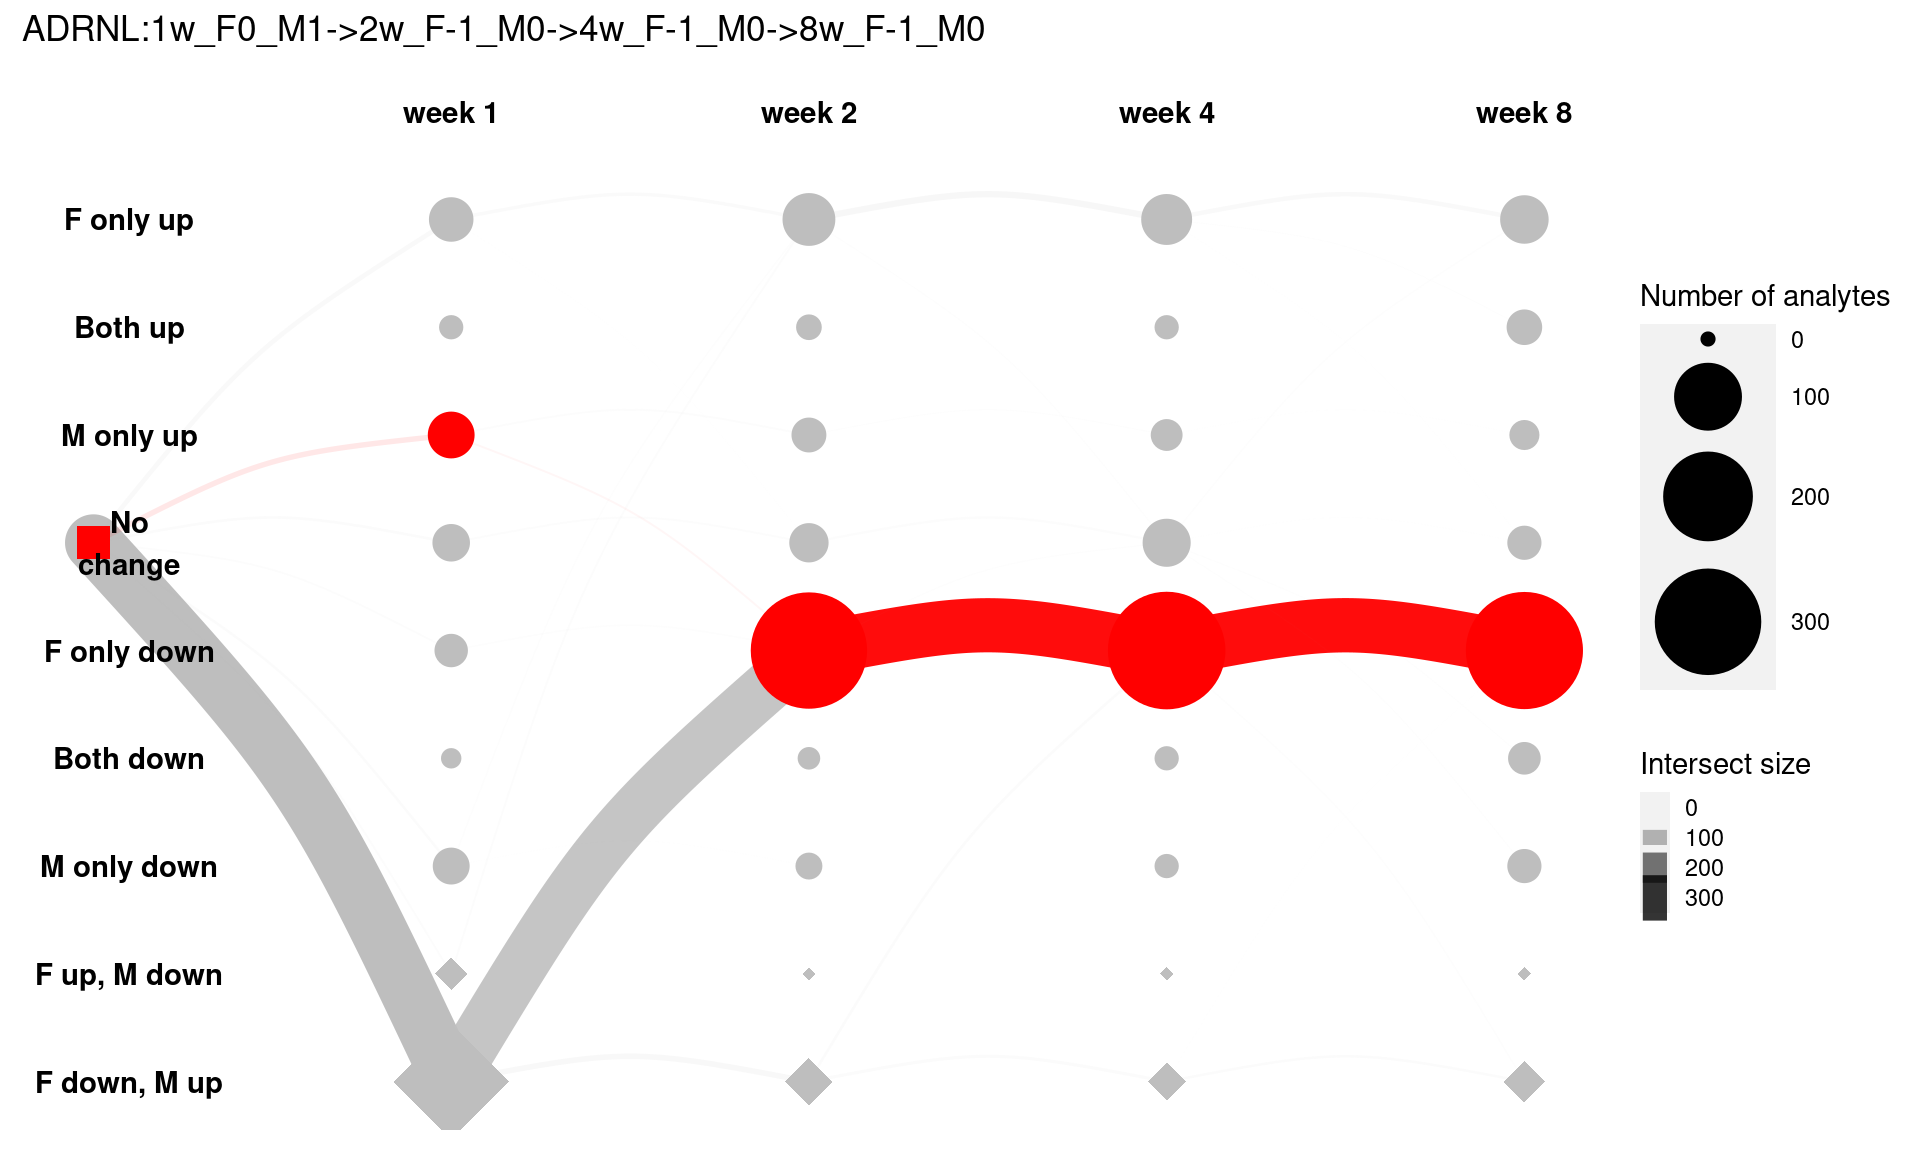 ADRNL:1w_F0_M1->2w_F-1_M0->4w_F-1_M0->8w_F-1_M0
week 1
week 2
week 4
week 8
F only up
Both up
M only up
No
change
F only down
Both down
M only down
F up, M down
F down, M up
Number of analytes
0
100
200
300
Intersect size
0
100
200
300